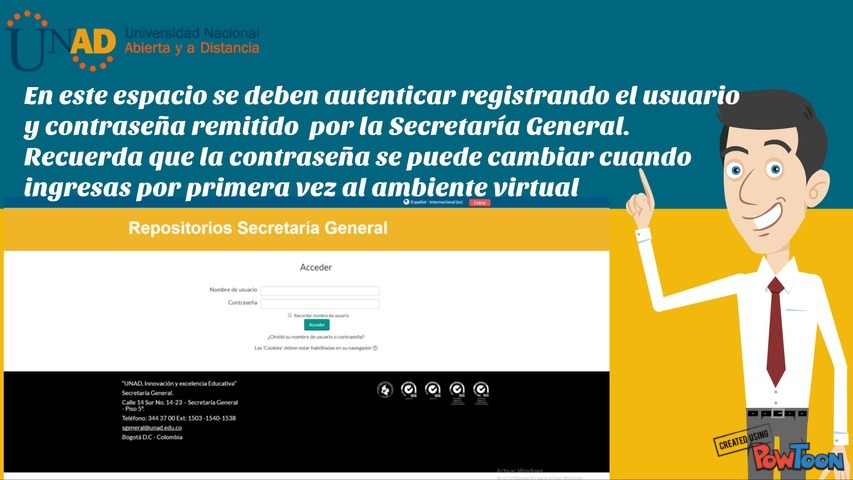 UNAD
Universidad Nacional
Abierta y a Distancia
En este espacio se deben autenticar registrando el usuario
y contraseña remitido por la Secretaría General.
Recuerda que la contraseña se puede cambiar cuando
ingresas por primera vez al ambiente virtual
Español - Internacional (es) Entrar
Repositorios Secretaría General
Acceder
Nombre de usuario
Contraseña
Recordar nombre de usuario
Acceder
¿Olvidó su nombre de usuario o contraseña?
Las 'Cookies' deben estar habilitadas en su navegador
"UNAD, Innovación y excelencia Educativa"
Secretaría General.
Calle 14 Sur No. 14-23 – Secretaría General
- Piso 5º.
Teléfono: 344 37 00 Ext: 1503 -1540-1538
sgeneral@unad.edu.co
Bogotá D.C - Colombia
Activar Windows
CREATED USING
POWTOON